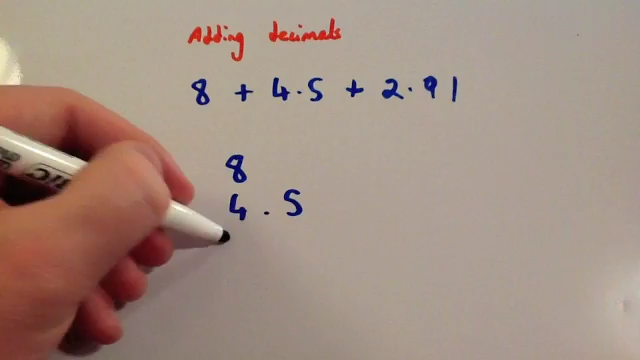 Adding decimals
8 + 4.5 + 2.91
8
4.5